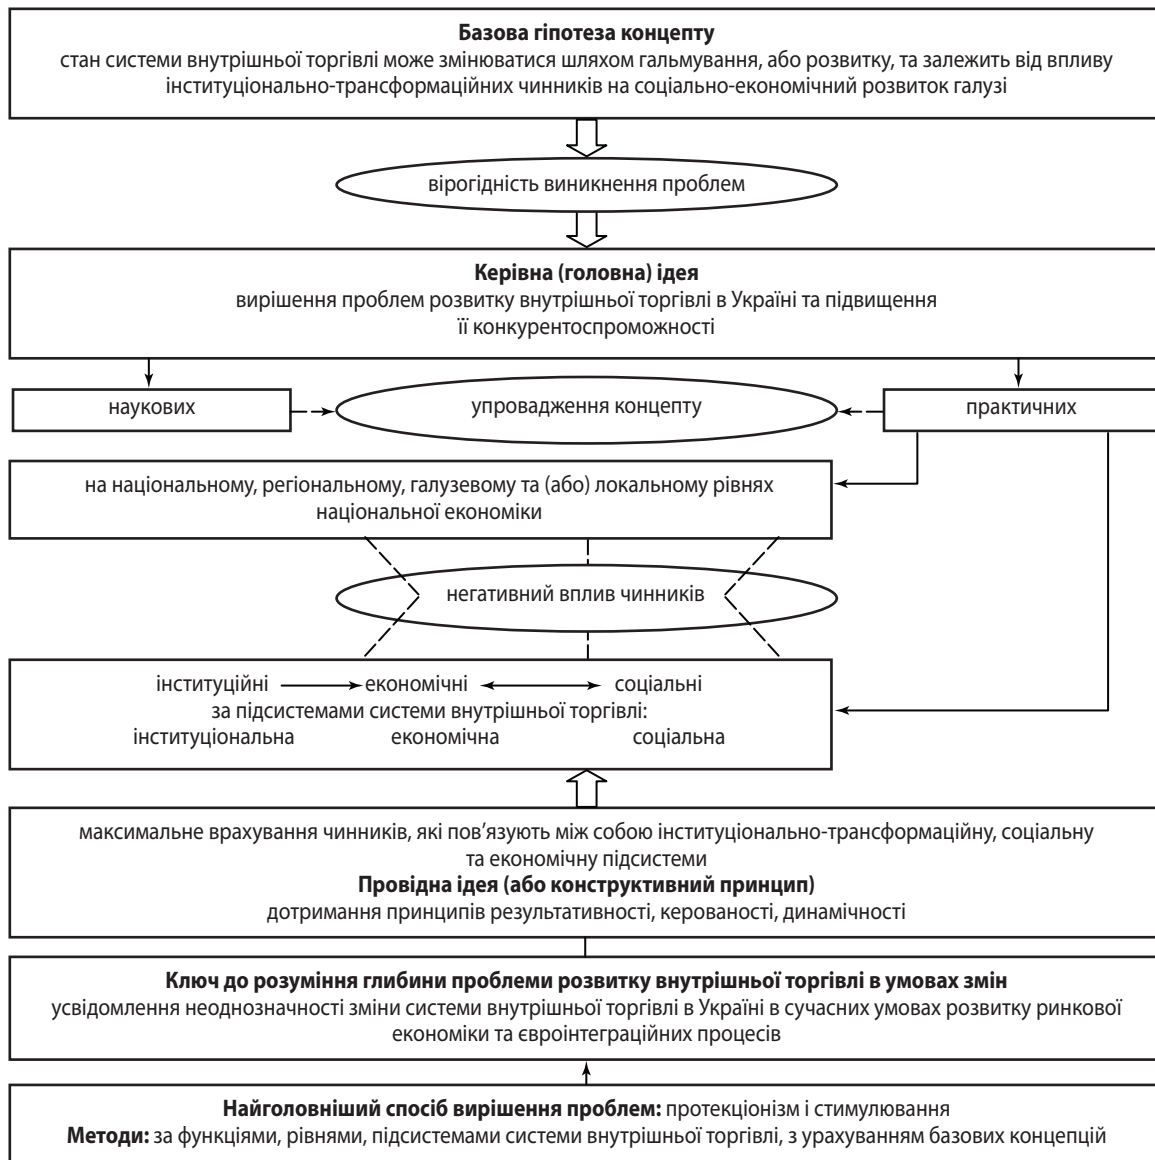 Базова гіпотеза концепту
стан системи внутрішньої торгівлі може змінюватися шляхом гальмування, або розвитку, та залежить від впливу
інституціонально-трансформаційних чинників на соціально-економічний розвиток галузі
вірогідність виникнення проблем
Керівна (головна) ідея
вирішення проблем розвитку внутрішньої торгівлі в Україні та підвищення
її конкурентоспроможності
наукових
упровадження концепту
практичних
на національному, регіональному, галузевому та (або) локальному рівнях
національної економіки
негативний вплив чинників
інституційні економічні соціальні
за підсистемами системи внутрішньої торгівлі:
інституціональна економічна соціальна
максимальне врахування чинників, які пов’язують між собою інституціонально-трансформаційну, соціальну
та економічну підсистеми
Провідна ідея (або конструктивний принцип)
дотримання принципів результативності, керованості, динамічності
Ключ до розуміння глибини проблеми розвитку внутрішньої торгівлі в умовах змін
усвідомлення неоднозначності зміни системи внутрішньої торгівлі в Україні в сучасних умовах розвитку ринкової
економіки та євроінтеграційних процесів
Найголовніший спосіб вирішення проблем: протекціонізм і стимулювання
Методи: за функціями, рівнями, підсистемами системи внутрішньої торгівлі, з урахуванням базових концепцій